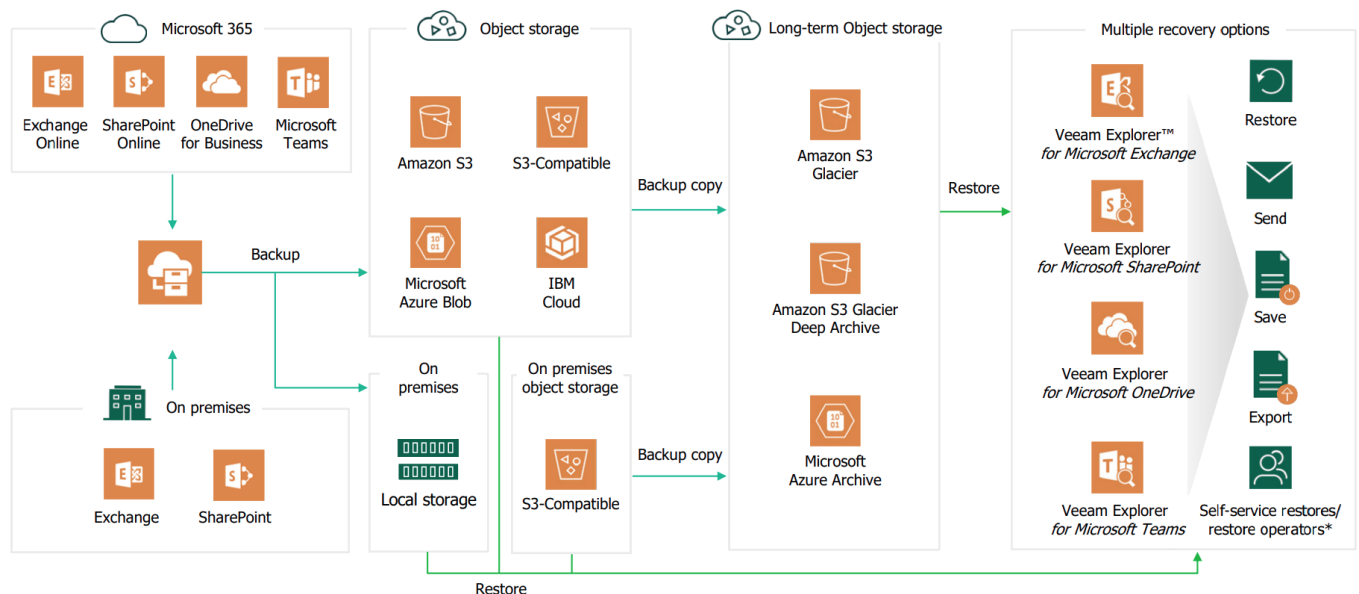 Microsoft 365
Exchange
Online
SharePoint
Online
OneDrive
for Business
Microsoft
Teams
Backup
On premises
Exchange
SharePoint
Object storage
Amazon S3
S3-Compatible
Microsoft
Azure Blob
IBM
Cloud
On
premises
Local storage
On premises
object storage
S3-Compatible
Backup copy
Backup copy
Long-term Object storage
Amazon S3
Glacier
Amazon S3 Glacier
Deep Archive
Microsoft
Azure Archive
Restore
Restore
Multiple recovery options
Veeam Explorer™
for Microsoft Exchange
Veeam Explorer
for Microsoft SharePoint
Veeam Explorer
for Microsoft OneDrive
Veeam Explorer
for Microsoft Teams
Restore
Send
Save
Export
Self-service restores/
restore operators*